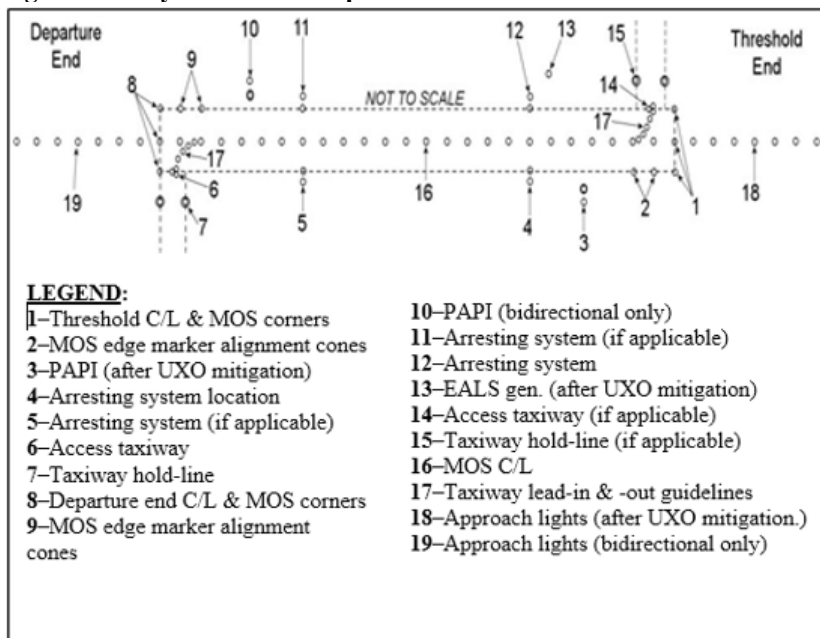 Departure End
10
11
12
13
15
Threshold End
8
9
14
NOT TO SCALE
17
17
19
6
16
18
7
5
4
3
2
1
LEGEND:
1–Threshold C/L & MOS corners
2–MOS edge marker alignment cones
3–PAPI (after UXO mitigation)
4–Arresting system location
5–Arresting system (if applicable)
6–Access taxiway
7–Taxiway hold-line
8–Departure end C/L & MOS corners
9–MOS edge marker alignment
cones
10–PAPI (bidirectional only)
11–Arresting system (if applicable)
12–Arresting system
13–EALS gen. (after UXO mitigation)
14–Access taxiway (if applicable)
15–Taxiway hold-line (if applicable)
16–MOS C/L
17–Taxiway lead-in & -out guidelines
18–Approach lights (after UXO mitigation.)
19–Approach lights (bidirectional only)